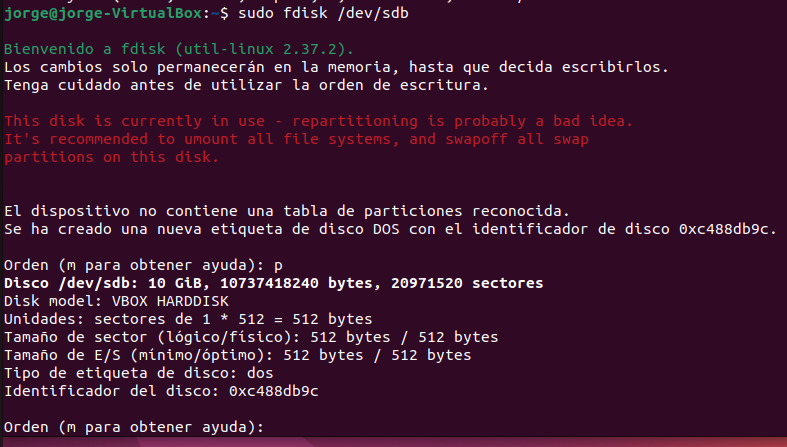 jorge@jorge-VirtualBox:~$ sudo fdisk /dev/sdb
Bienvenido a fdisk (util-linux 2.37.2).
Los cambios solo permanecerán en la memoria, hasta que decida escribirlos.
Tenga cuidado antes de utilizar la orden de escritura.
This disk is currently in use - repartitioning is probably a bad idea.
It's recommended to umount all file systems, and swapoff all swap
partitions on this disk.
El dispositivo no contiene una tabla de particiones reconocida.
Se ha creado una nueva etiqueta de disco DOS con el identificador de disco 0xc488db9c.
Orden (m para obtener ayuda): p
Disco /dev/sdb: 10 GiB, 10737418240 bytes, 20971520 sectores
Disk model: VBOX HARDDISK
Unidades: sectores de 1 * 512 = 512 bytes
Tamaño de sector (lógico/físico): 512 bytes / 512 bytes
Tamaño de E/S (mínimo/óptimo): 512 bytes / 512 bytes
Tipo de etiqueta de disco: dos
Identificador del disco: 0xc488db9c
Orden (m para obtener ayuda):